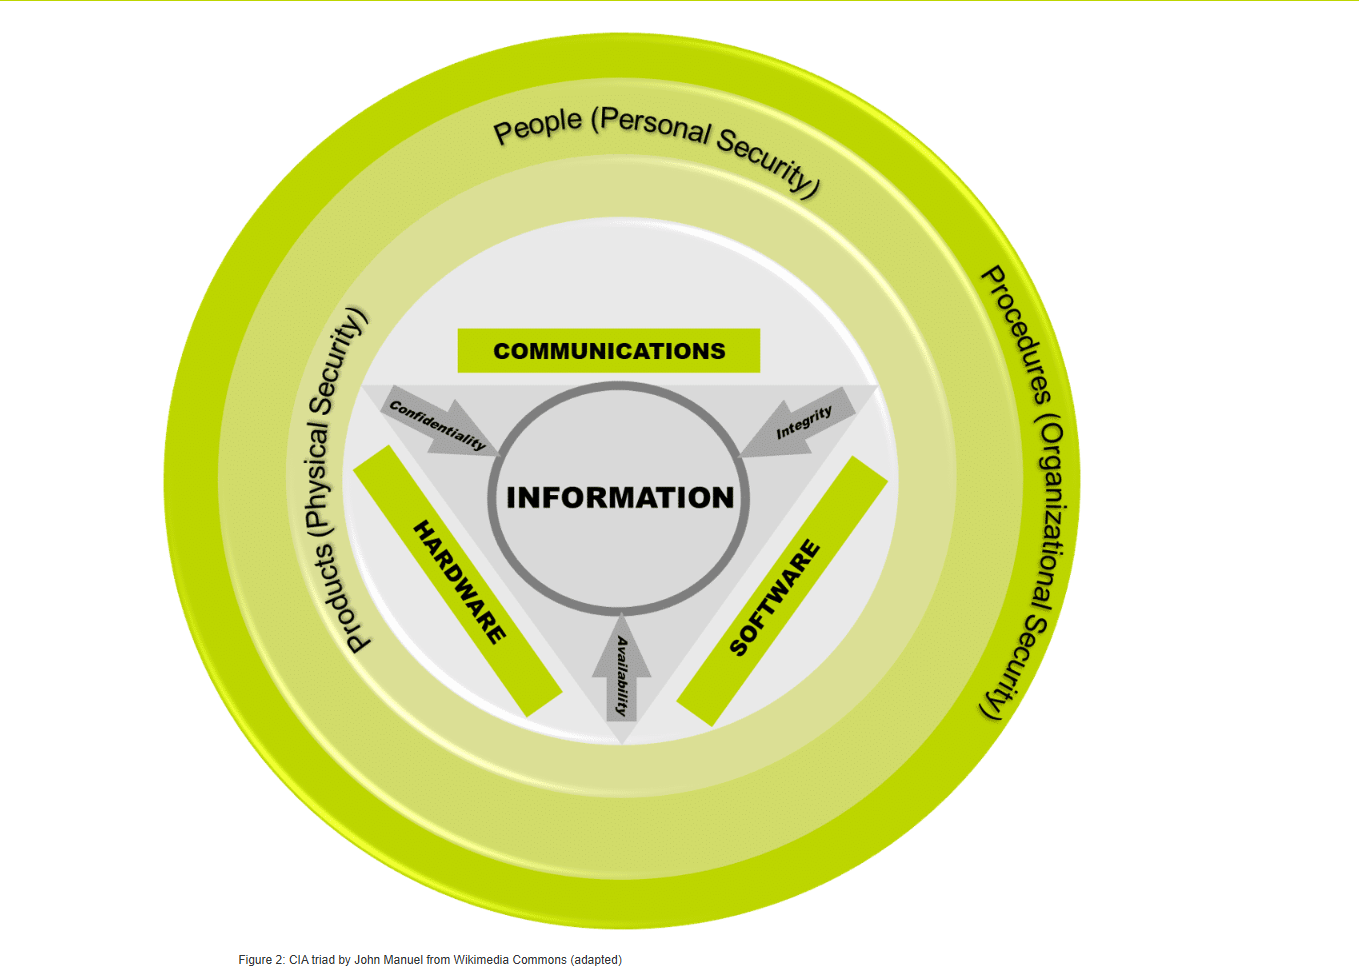 People (Personal Security)
Procedures (Organizational Security)
Products (Physical Security)
COMMUNICATIONS
Confidentiality
Integrity
INFORMATION
HARDWARE
SOFTWARE
Availability
Figure 2: CIA triad by John Manuel from Wikimedia Commons (adapted)